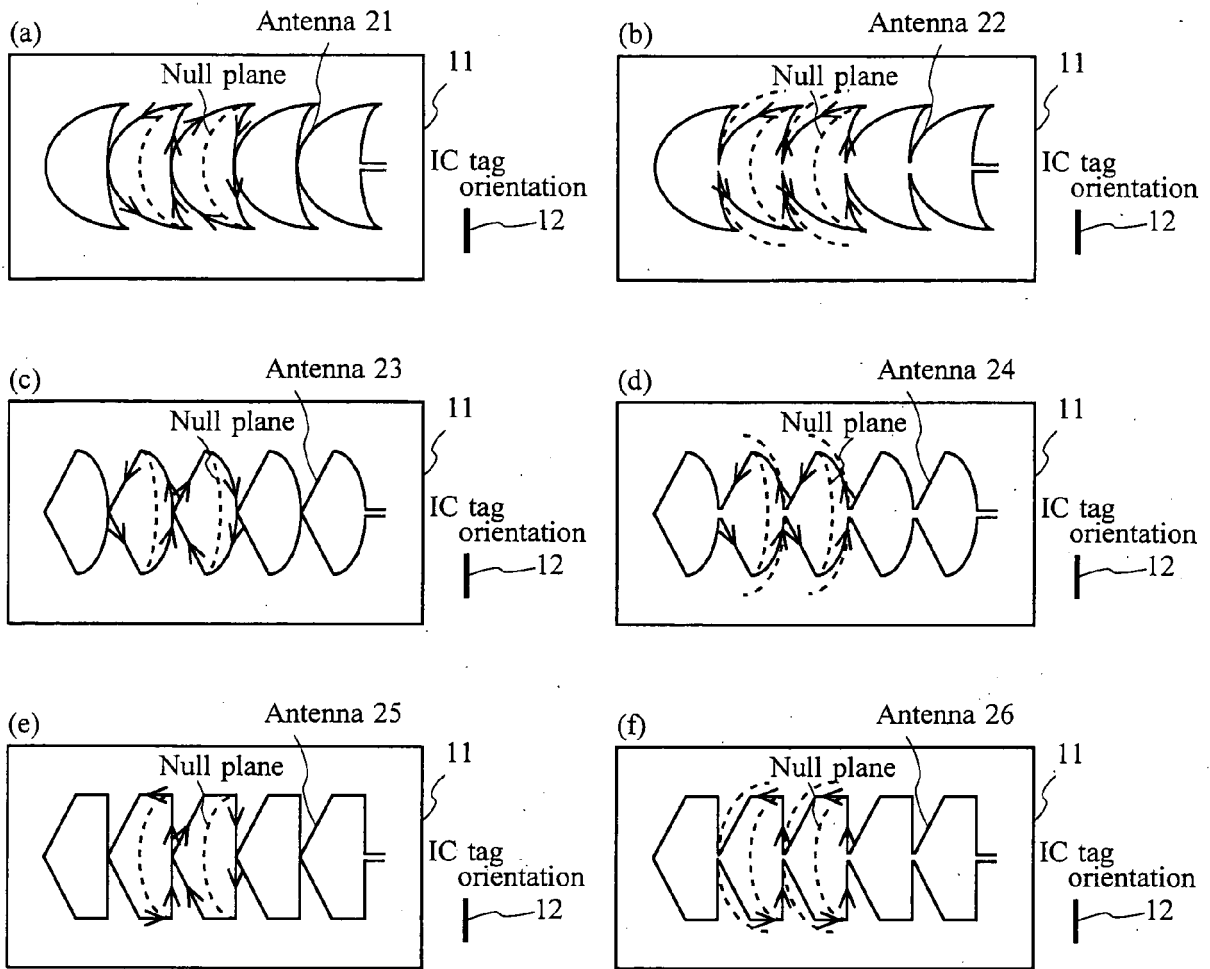 (a)
Antenna 21
Null plane
11
IC tag
orientation
12
(b)
Antenna 22
Null plane
11
IC tag
orientation
12
(c)
Antenna 23
Null plane
11
IC tag
orientation
12
(d)
Antenna 24
Null plane
11
IC tag
orientation
12
(e)
Antenna 25
Null plane
11
IC tag
orientation
12
(f)
Antenna 26
Null plane
11
IC tag
orientation
12